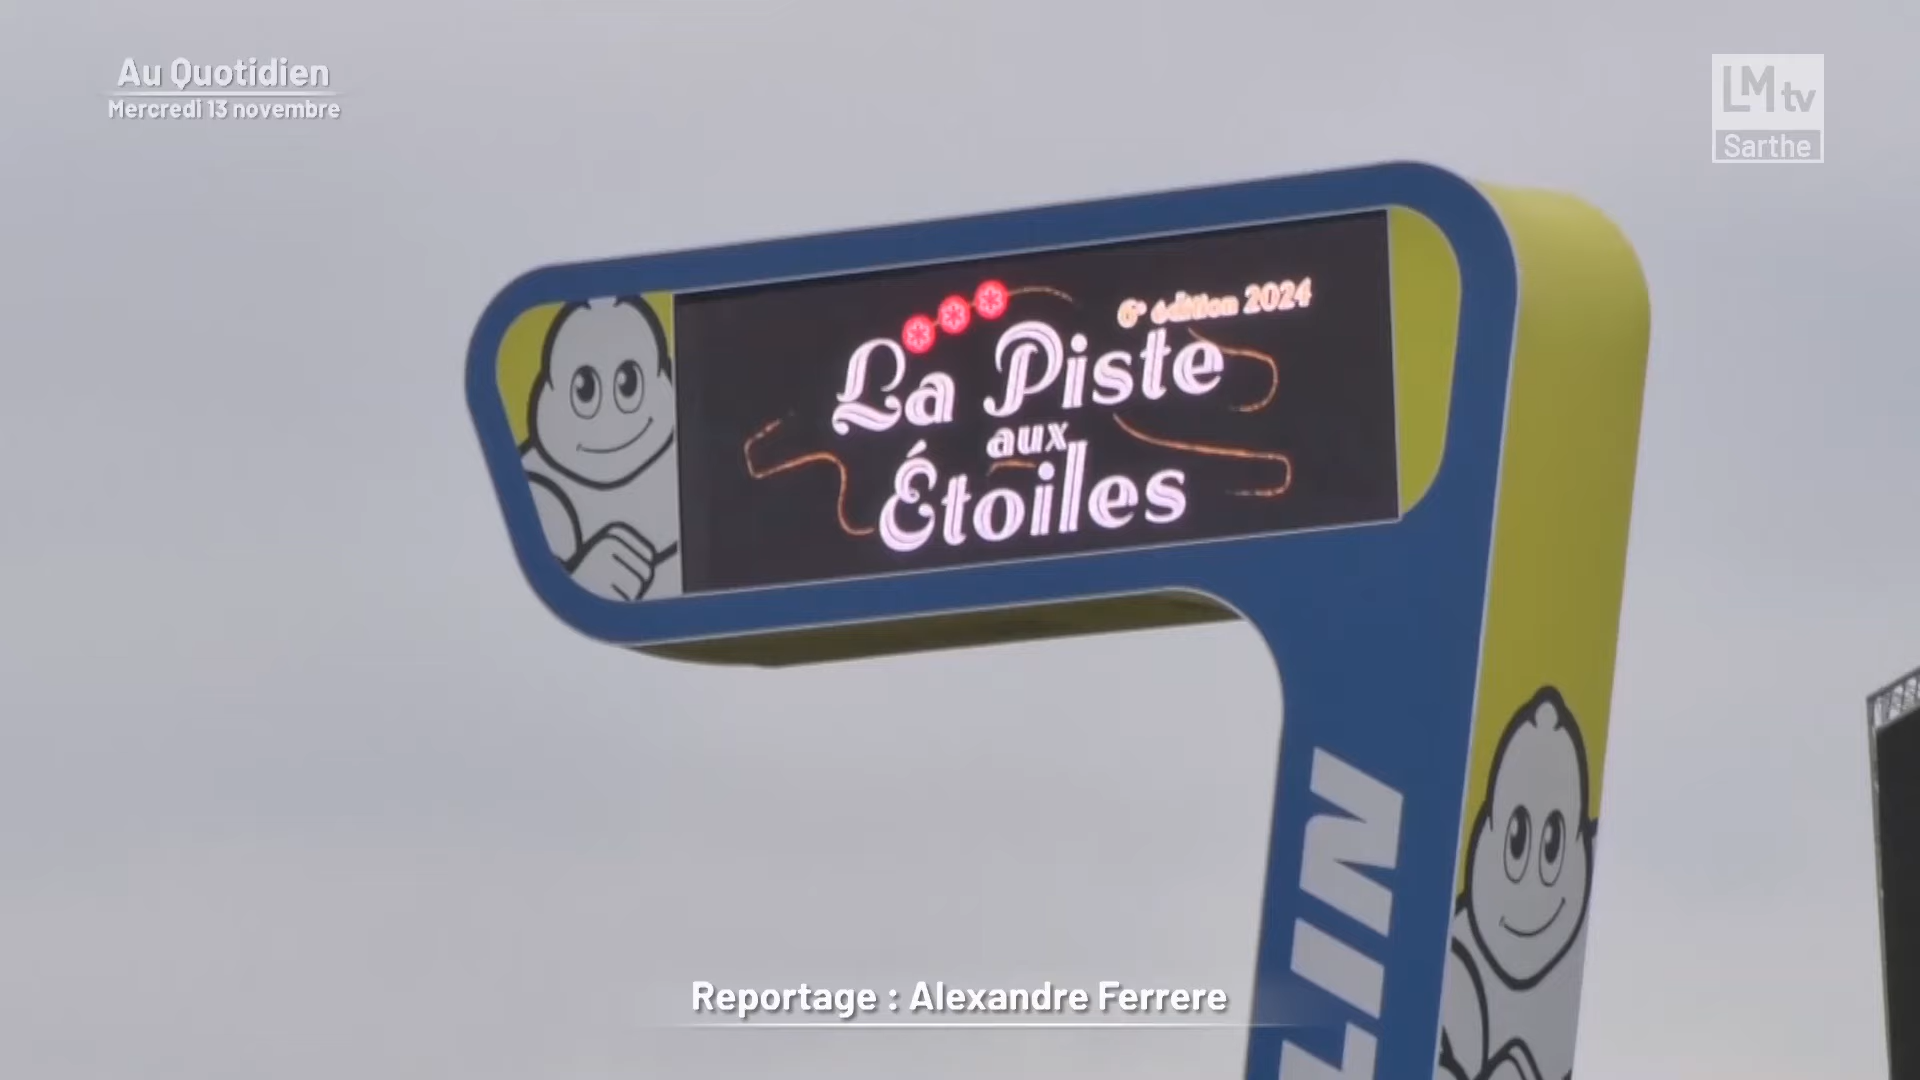 Au Quotidien
Mercredi 13 novembre
LM tv
Sarthe
6e édition 2024
La Piste
aux
Étoiles
LIN
Reportage : Alexandre Ferrere